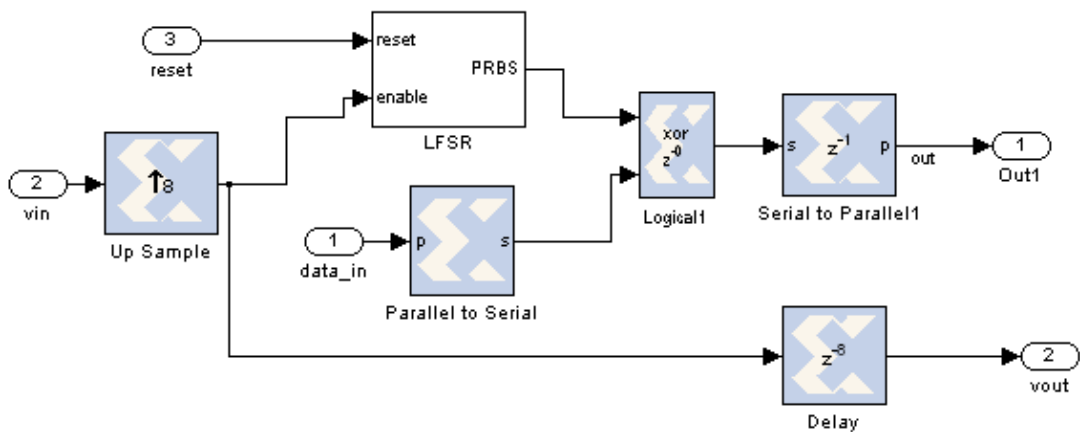 3
reset
reset
enable
PRBS
LFSR
2
vin
↑8
Up Sample
1
data_in
p
s
Parallel to Serial
xor
z⁻⁰
Logical1
s
z⁻¹
p
Serial to Parallel1
out
1
Out1
z⁻⁸
Delay
2
vout